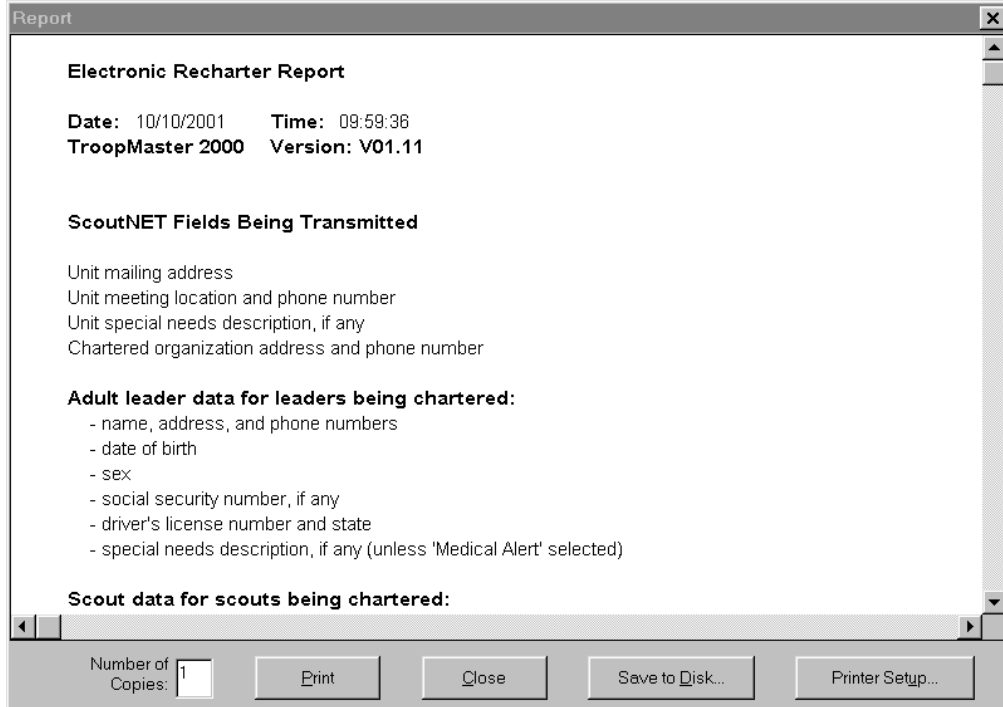 Report
Electronic Recharter Report
Date: 10/10/2001 Time: 09:59:36
TroopMaster 2000 Version: V01.11
ScoutNET Fields Being Transmitted
Unit mailing address
Unit meeting location and phone number
Unit special needs description, if any
Chartered organization address and phone number
Adult leader data for leaders being chartered:
- name, address, and phone numbers
- date of birth
- sex
- social security number, if any
- driver's license number and state
- special needs description, if any (unless 'Medical Alert' selected)
Scout data for scouts being chartered:
Number of
Copies: 1 Print Close Save to Disk... Printer Setup...